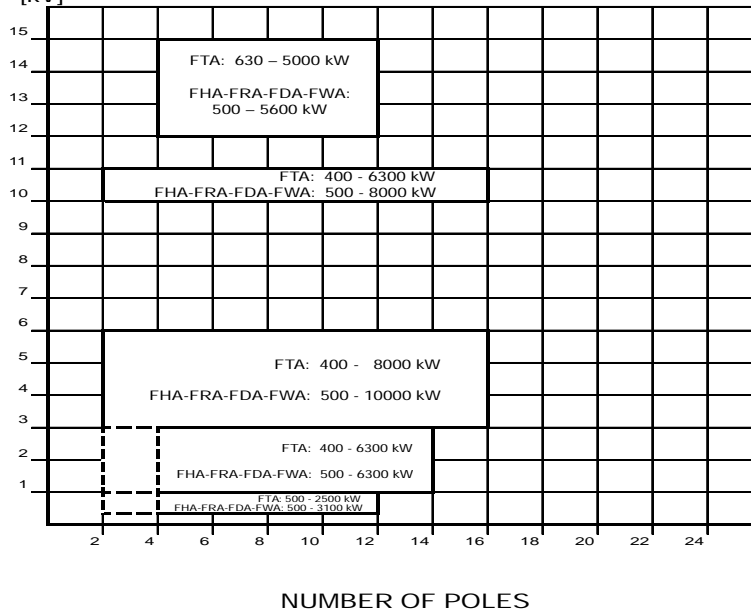 [kV]
15
14
13
12
11
10
9
8
7
6
5
4
3
2
1
FTA: 630 – 5000 kW
FHA-FRA-FDA-FWA:
500 – 5600 kW
FTA: 400 - 6300 kW
FHA-FRA-FDA-FWA: 500 - 8000 kW
FTA: 400 - 8000 kW
FHA-FRA-FDA-FWA: 500 - 10000 kW
FTA: 400 - 6300 kW
FHA-FRA-FDA-FWA: 500 - 6300 kW
FTA: 500 - 2500 kW
FHA-FRA-FDA-FWA: 500 - 3100 kW
2 4 6 8 10 12 14 16 18 20 22 24
NUMBER OF POLES